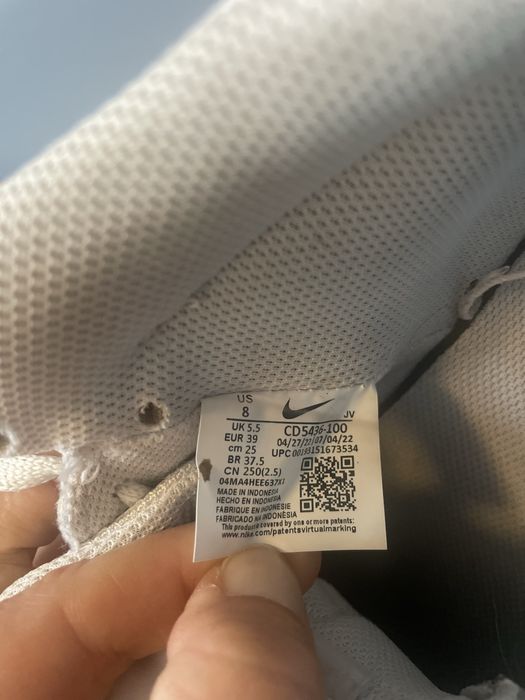 US
8
JV
UK 5.5
EUR 39
cm 25
BR 37.5
CN 250(2.5)
CD5436-100
04/27/22 07/04/22
UPC 00193151673534
MADE IN INDONESIA
HECHO EN INDONESIA
FABRIQUE EN INDONESIE
FABRICADO NA INDONÉSIA
This product is covered by one or more patents:
www.nike.com/patentsvirtualmarking